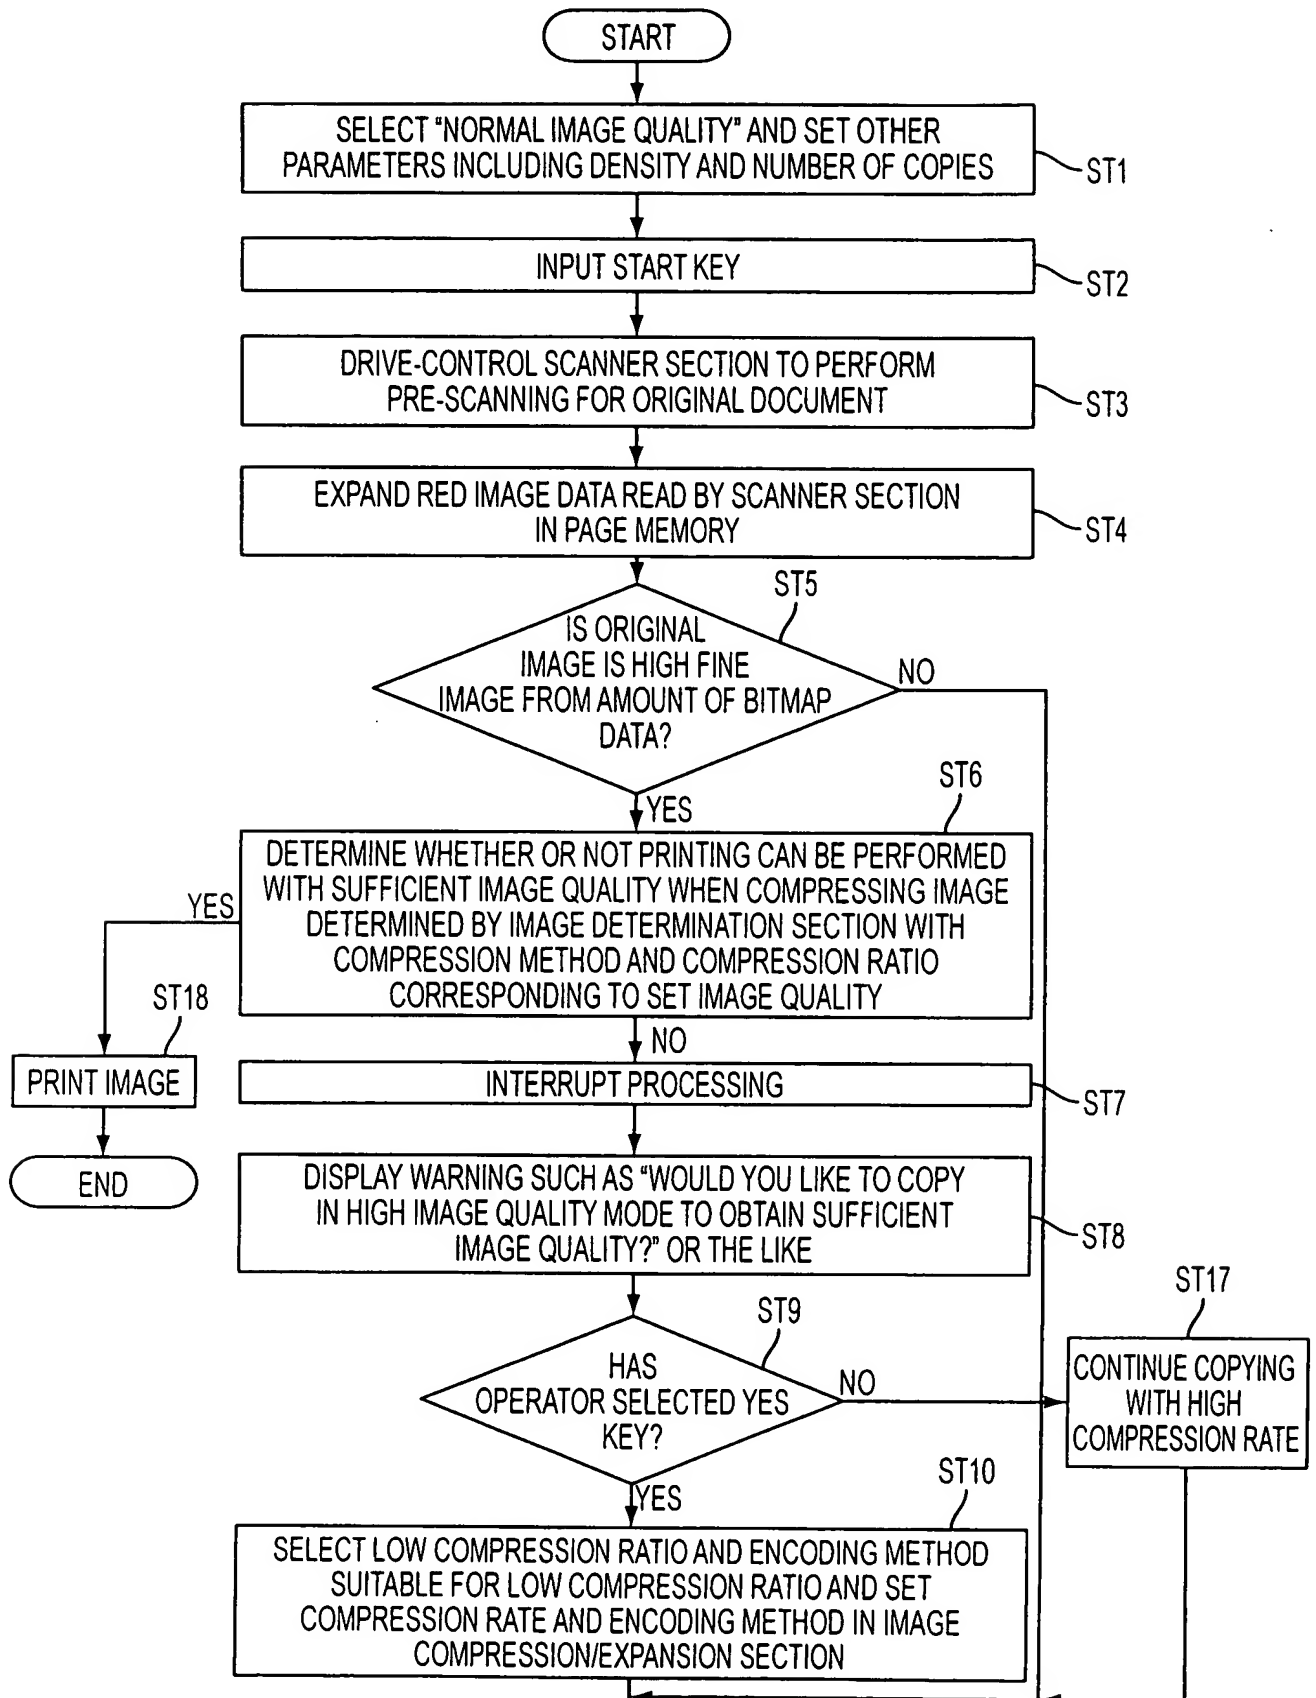 START
SELECT "NORMAL IMAGE QUALITY" AND SET OTHER
PARAMETERS INCLUDING DENSITY AND NUMBER OF COPIES
ST1
INPUT START KEY
ST2
DRIVE-CONTROL SCANNER SECTION TO PERFORM
PRE-SCANNING FOR ORIGINAL DOCUMENT
ST3
EXPAND RED IMAGE DATA READ BY SCANNER SECTION
IN PAGE MEMORY
ST4
ST5
IS ORIGINAL
IMAGE IS HIGH FINE
IMAGE FROM AMOUNT OF BITMAP
DATA?
NO
YES
ST6
DETERMINE WHETHER OR NOT PRINTING CAN BE PERFORMED
WITH SUFFICIENT IMAGE QUALITY WHEN COMPRESSING IMAGE
DETERMINED BY IMAGE DETERMINATION SECTION WITH
COMPRESSION METHOD AND COMPRESSION RATIO
CORRESPONDING TO SET IMAGE QUALITY
YES
ST18
PRINT IMAGE
END
NO
INTERRUPT PROCESSING
ST7
DISPLAY WARNING SUCH AS "WOULD YOU LIKE TO COPY
IN HIGH IMAGE QUALITY MODE TO OBTAIN SUFFICIENT
IMAGE QUALITY?" OR THE LIKE
ST8
ST9
HAS
OPERATOR SELECTED YES
KEY?
NO
ST17
CONTINUE COPYING
WITH HIGH
COMPRESSION RATE
YES
ST10
SELECT LOW COMPRESSION RATIO AND ENCODING METHOD
SUITABLE FOR LOW COMPRESSION RATIO AND SET
COMPRESSION RATE AND ENCODING METHOD IN IMAGE
COMPRESSION/EXPANSION SECTION